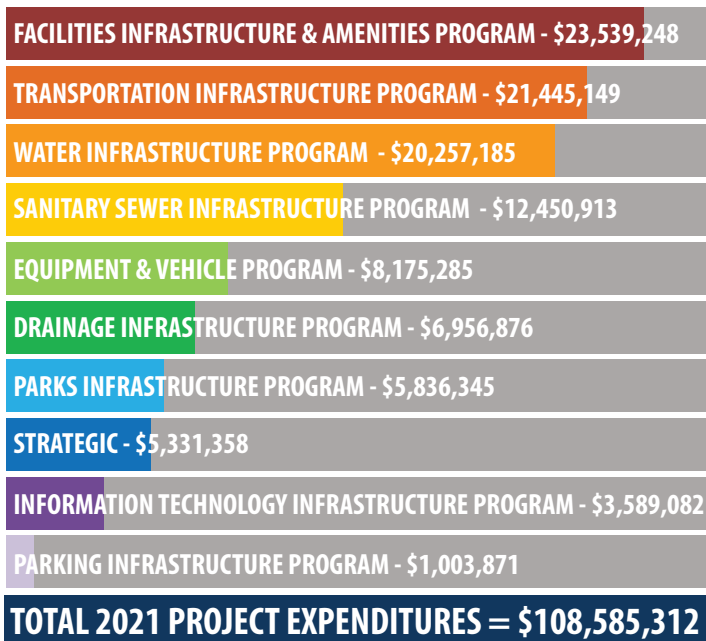 FACILITIES INFRASTRUCTURE & AMENITIES PROGRAM - $23,539,248
TRANSPORTATION INFRASTRUCTURE PROGRAM - $21,445,149
WATER INFRASTRUCTURE PROGRAM - $20,257,185
SANITARY SEWER INFRASTRUCTURE PROGRAM - $12,450,913
EQUIPMENT & VEHICLE PROGRAM - $8,175,285
DRAINAGE INFRASTRUCTURE PROGRAM - $6,956,876
PARKS INFRASTRUCTURE PROGRAM - $5,836,345
STRATEGIC - $5,331,358
INFORMATION TECHNOLOGY INFRASTRUCTURE PROGRAM - $3,589,082
PARKING INFRASTRUCTURE PROGRAM - $1,003,871
TOTAL 2021 PROJECT EXPENDITURES = $108,585,312